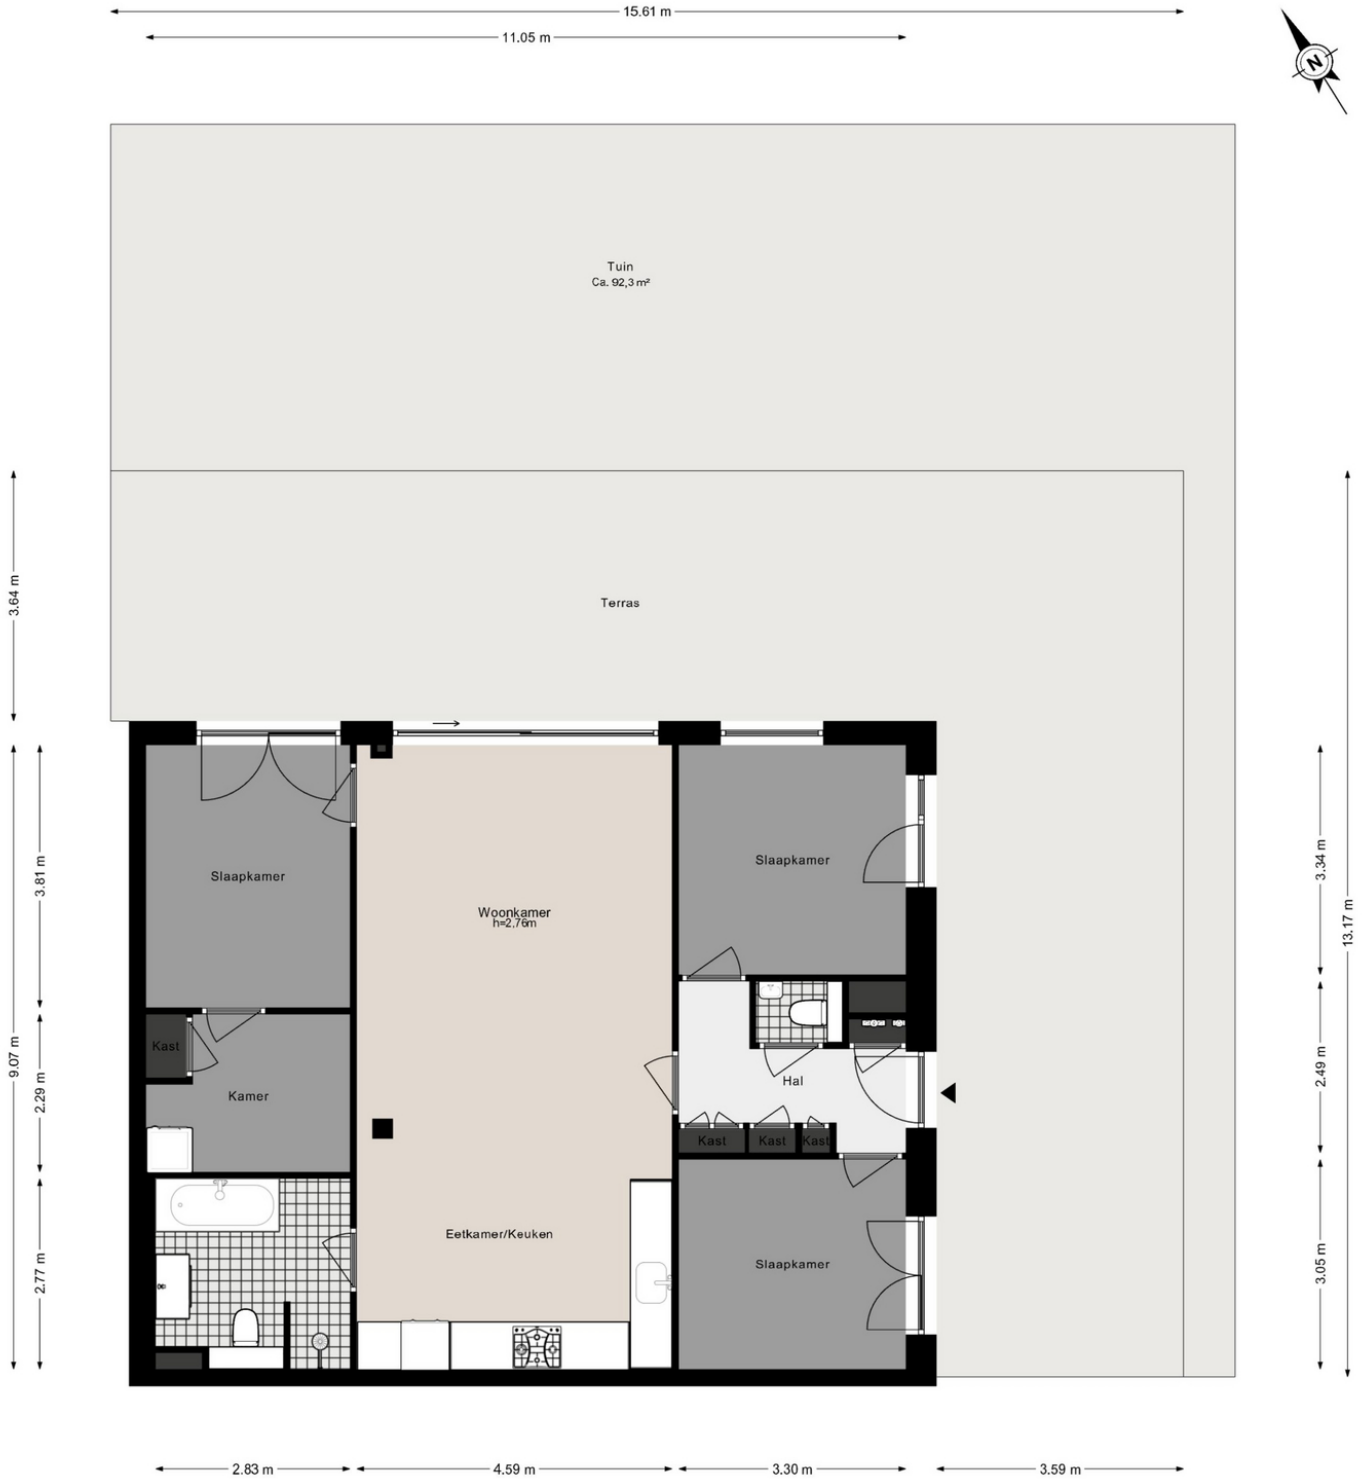 15.61 m
11.05 m
N
Tuin
Ca. 92,3 m²
3.64 m
Terras
9.07 m
3.81 m
2.29 m
2.77 m
13.17 m
3.34 m
2.49 m
3.05 m
Slaapkamer
Woonkamer
h=2,76m
Slaapkamer
Kast
Kamer
Hal
Kast
Kast
Kast
Eetkamer/Keuken
Slaapkamer
2.83 m
4.59 m
3.30 m
3.59 m